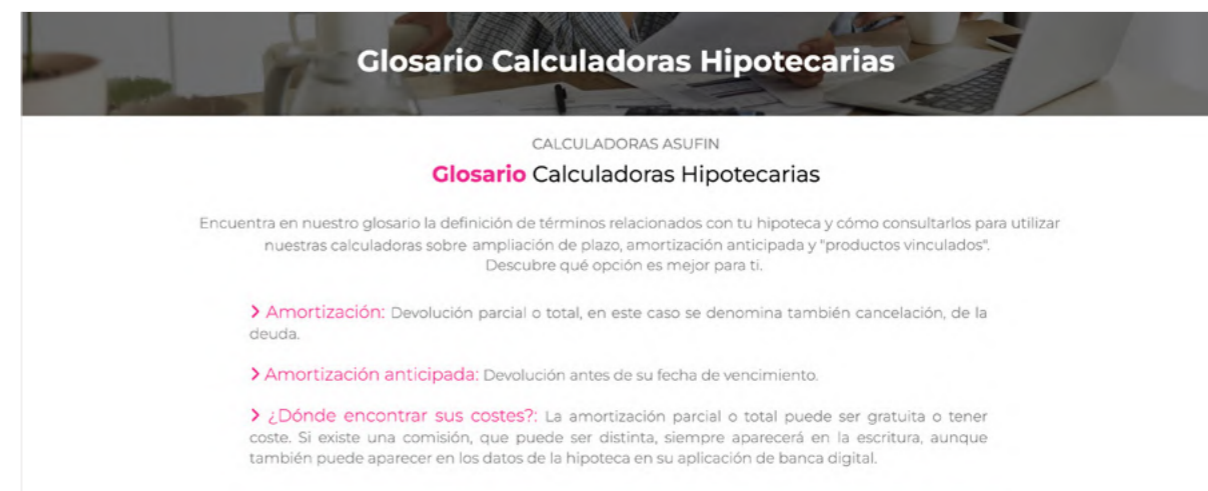 Glosario Calculadoras Hipotecarias
CALCULADORAS ASUFIN
Glosario Calculadoras Hipotecarias
Encuentra en nuestro glosario la definición de términos relacionados con tu hipoteca y cómo consultarlos para utilizar
nuestras calculadoras sobre ampliación de plazo, amortización anticipada y "productos vinculados".
Descubre qué opción es mejor para ti.
> Amortización: Devolución parcial o total, en este caso se denomina también cancelación, de la
deuda.
> Amortización anticipada: Devolución antes de su fecha de vencimiento.
> ¿Dónde encontrar sus costes?: La amortización parcial o total puede ser gratuita o tener
coste. Si existe una comisión, que puede ser distinta, siempre aparecerá en la escritura, aunque
también puede aparecer en los datos de la hipoteca en su aplicación de banca digital.